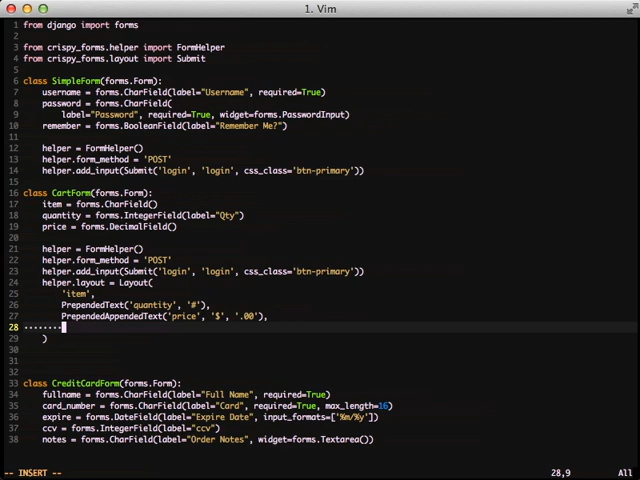 1. Vim
1 from django import forms
2
3 from crispy_forms.helper import FormHelper
4 from crispy_forms.layout import Submit
5
6 class SimpleForm(forms.Form):
7     username = forms.CharField(label="Username", required=True)
8     password = forms.CharField(
9         label="Password", required=True, widget=forms.PasswordInput)
10     remember = forms.BooleanField(label="Remember Me?")
11
12     helper = FormHelper()
13     helper.form_method = 'POST'
14     helper.add_input(Submit('login', 'login', css_class='btn-primary'))
15
16 class CartForm(forms.Form):
17     item = forms.CharField()
18     quantity = forms.IntegerField(label="Qty")
19     price = forms.DecimalField()
20
21     helper = FormHelper()
22     helper.form_method = 'POST'
23     helper.add_input(Submit('login', 'login', css_class='btn-primary'))
24     helper.layout = Layout(
25         'item',
26         PrependedText('quantity', '#'),
27         PrependedAppendedText('price', '$', '.00'),
28 ········
29     )
30
31
33 class CreditCardForm(forms.Form):
34     fullname = forms.CharField(label="Full Name", required=True)
35     card_number = forms.CharField(label="Card", required=True, max_length=16)
36     expire = forms.DateField(label="Expire Date", input_formats=['%m/%y'])
37     ccv = forms.IntegerField(label="ccv")
38     notes = forms.CharField(label="Order Notes", widget=forms.Textarea())
-- INSERT -- 28,9 All